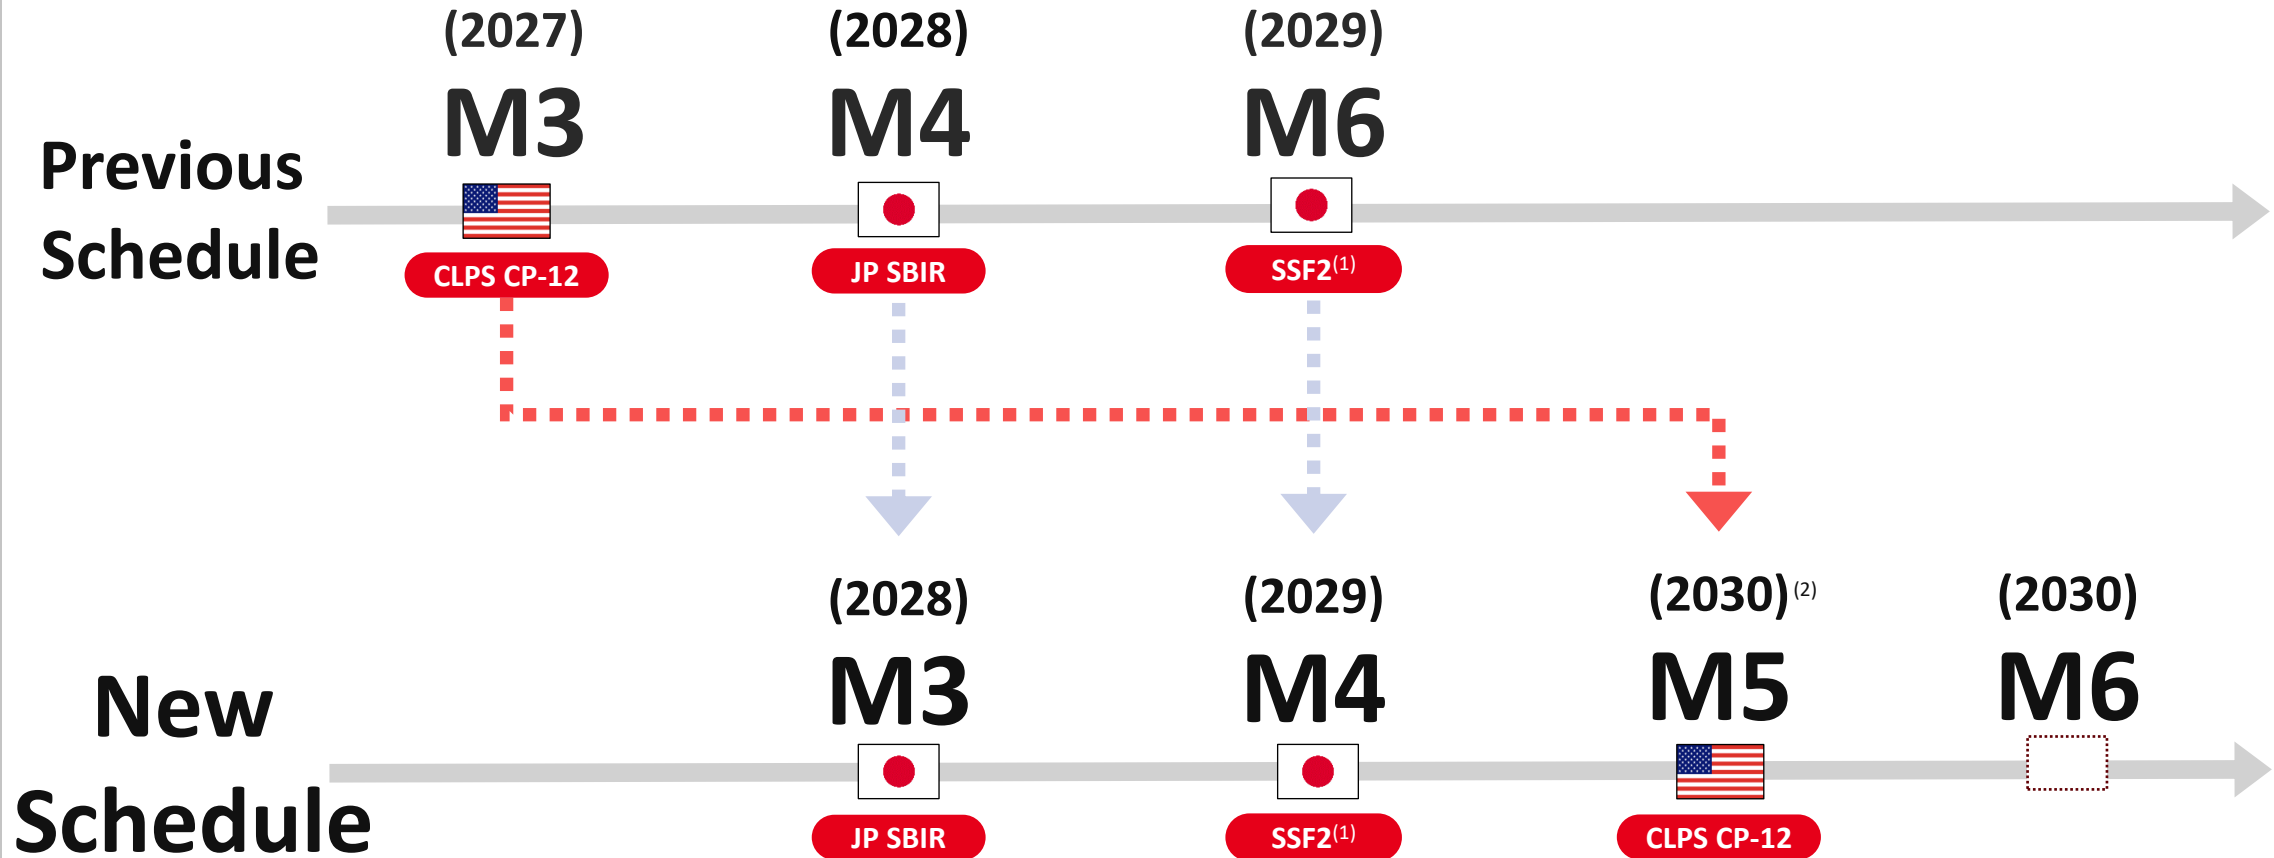 (2027) (2028) (2029)
M3 M4 M6
Previous
Schedule
CLPS CP-12 JP SBIR SSF2(1)
(2028) (2029) (2030)(2) (2030)
M3 M4 M5 M6
New
Schedule
JP SBIR SSF2(1) CLPS CP-12